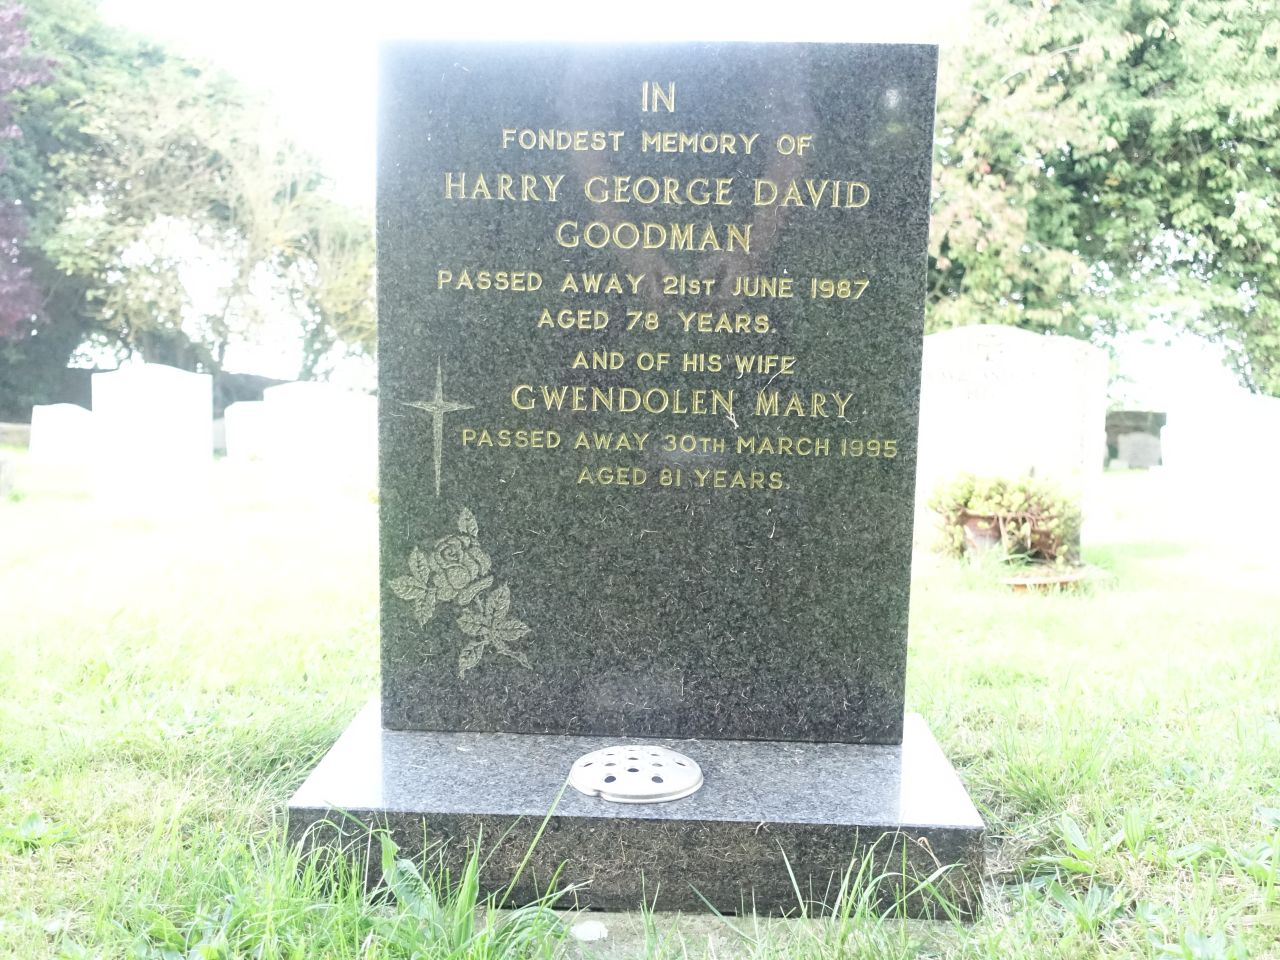 IN
FONDEST MEMORY OF
HARRY GEORGE DAVID
GOODMAN
PASSED AWAY 21ST JUNE 1987
AGED 78 YEARS.
AND OF HIS WIFE
GWENDOLEN MARY
PASSED AWAY 30TH MARCH 1995
AGED 81 YEARS.